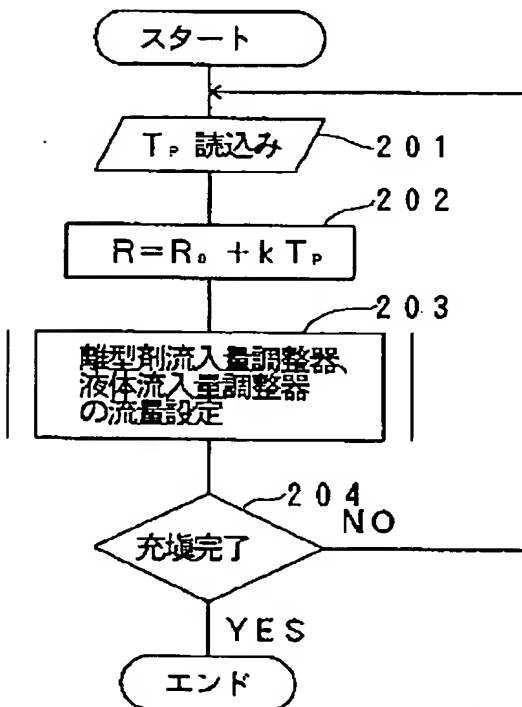 スタート
Tₚ 読込み
201
202
R=R₀ +kTₚ
203
離型剤流入量調整器、
液体流入量調整器
の流量設定
204
充填完了
NO
YES
エンド